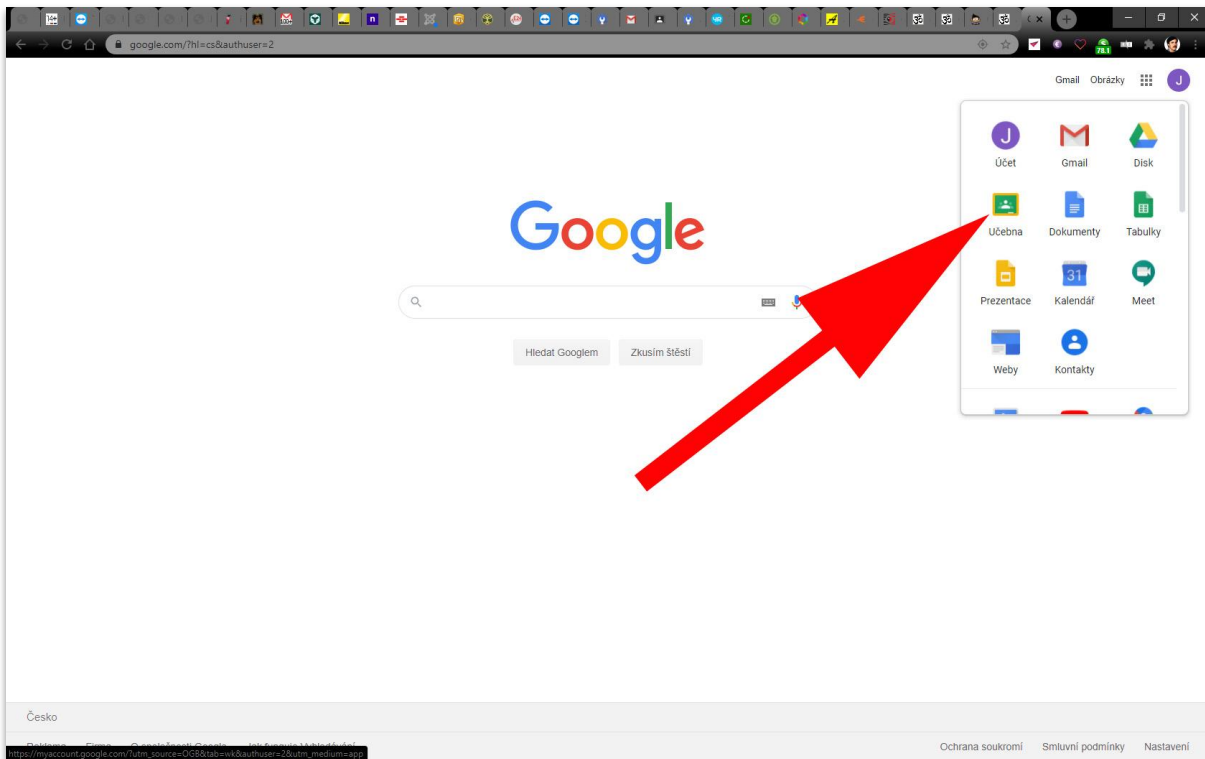 google.com/?hl=cs&authuser=2
78.1
Gmail Obrázky J
J
Účet Gmail Disk
Učebna Dokumenty Tabulky
31
Prezentace Kalendář Meet
Weby Kontakty
Google
Hledat Googlem Zkusím štěstí
Česko
https://myaccount.google.com/?utm_source=OGB&tab=wk&authuser=2&utm_medium=app
Ochrana soukromí Smluvní podmínky Nastavení